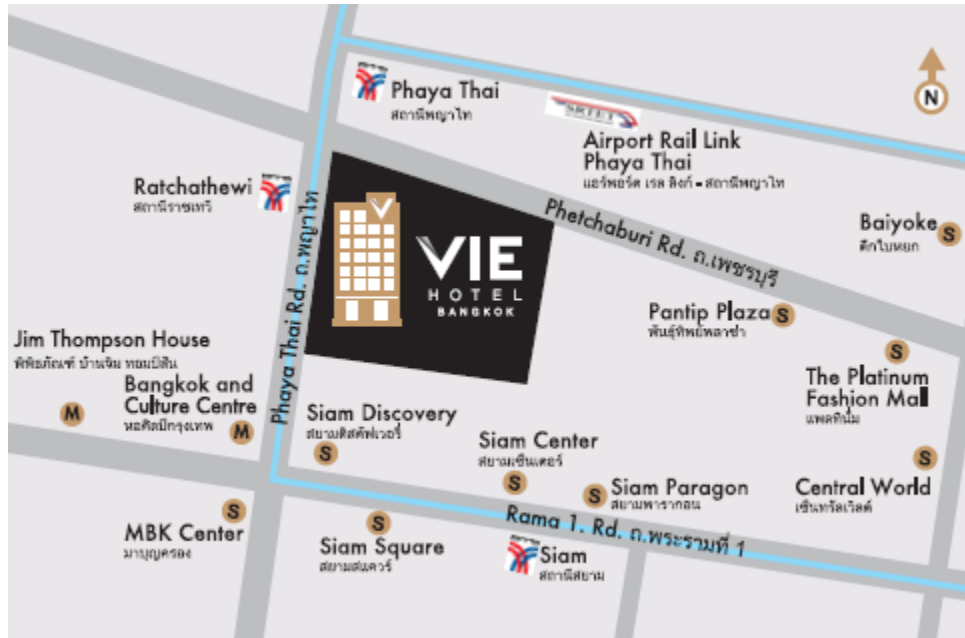 Phaya Thai
สถานีพญาไท
N
Airport Rail Link
Phaya Thai
แอร์พอร์ต เรล ลิงก์ - สถานีพญาไท
Ratchathewi
สถานีราชเทวี
Phetchaburi Rd. ถ.เพชรบุรี
Baiyoke
ตึกใบหยก
S
VIE
HOTEL
BANGKOK
Phaya Thai Rd. ถ.พญาไท
Pantip Plaza
พันธุ์ทิพย์พลาซ่า
S
Jim Thompson House
พิพิธภัณฑ์ บ้านจิม ทอมป์สัน
M
Bangkok and
Culture Centre
หอศิลป์กรุงเทพ
M
S
The Platinum
Fashion Mall
แพลทินั่ม
Siam Discovery
สยามดิสคัฟเวอรี่
S
Siam Center
สยามเซ็นเตอร์
S
S
Siam Paragon
สยามพารากอน
S
Central World
เซ็นทรัลเวิลด์
S
MBK Center
มาบุญครอง
S
Siam Square
สยามสแควร์
Rama 1. Rd. ถ.พระรามที่ 1
Siam
สถานีสยาม